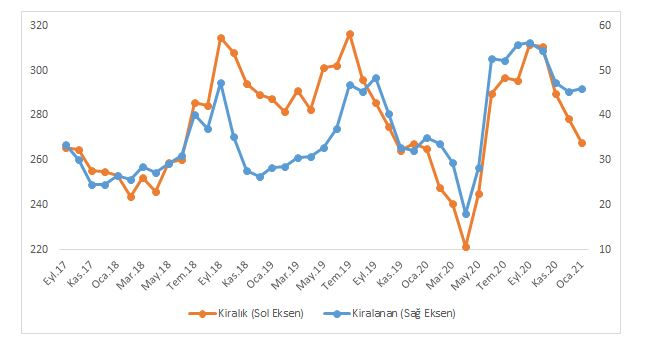 320
300
280
260
240
220
60
50
40
30
20
10
Eyl.17
Kas.17
Oca.18
Mar.18
May.18
Tem.18
Eyl.18
Kas.18
Oca.19
Mar.19
May.19
Tem.19
Eyl.19
Kas.19
Oca.20
Mar.20
May.20
Tem.20
Eyl.20
Kas.20
Oca.21
Kiralık (Sol Eksen)
Kiralanan (Sağ Eksen)